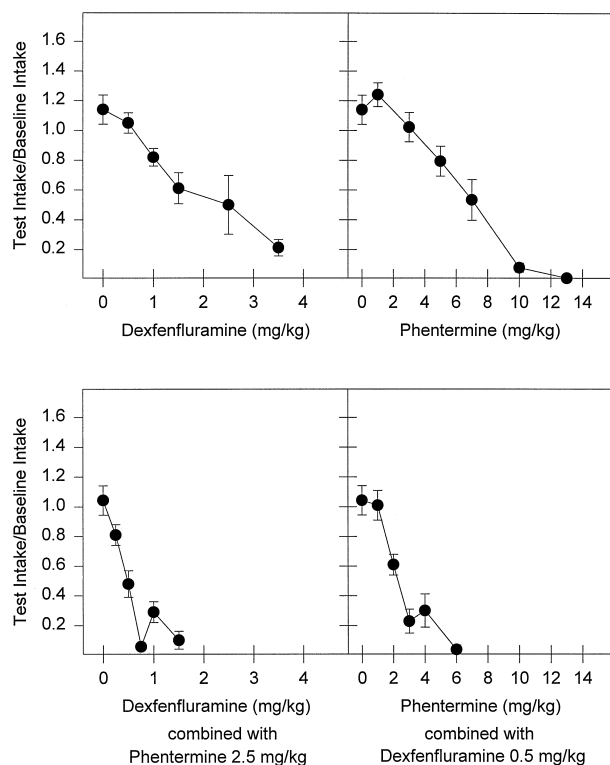 Test Intake/Baseline Intake
1.6
1.4
1.2
1.0
0.8
0.6
0.4
0.2
0 1 2 3 4
Dexfenfluramine (mg/kg)
0 2 4 6 8 10 12 14
Phentermine (mg/kg)
Test Intake/Baseline Intake
1.6
1.4
1.2
1.0
0.8
0.6
0.4
0.2
0 1 2 3 4
Dexfenfluramine (mg/kg)
combined with
Phentermine 2.5 mg/kg
0 2 4 6 8 10 12 14
Phentermine (mg/kg)
combined with
Dexfenfluramine 0.5 mg/kg